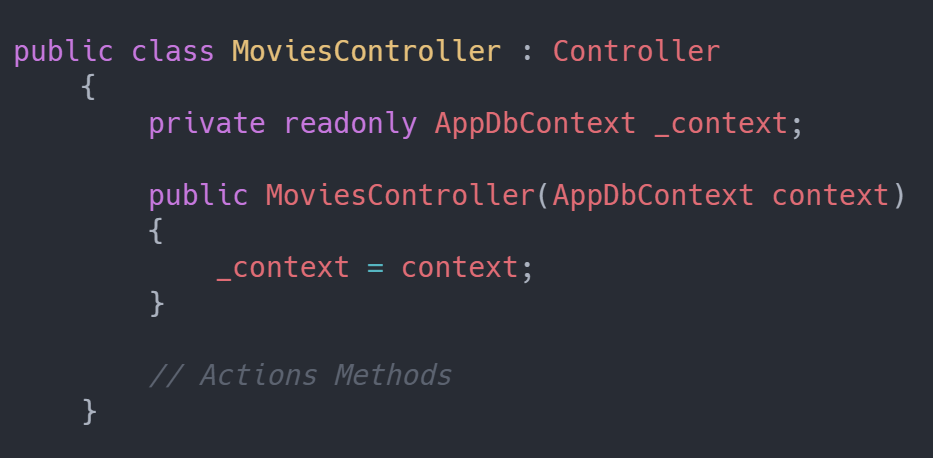 public class MoviesController : Controller
    {
        private readonly AppDbContext _context;

        public MoviesController(AppDbContext context)
        {
            _context = context;
        }

        // Actions Methods
    }